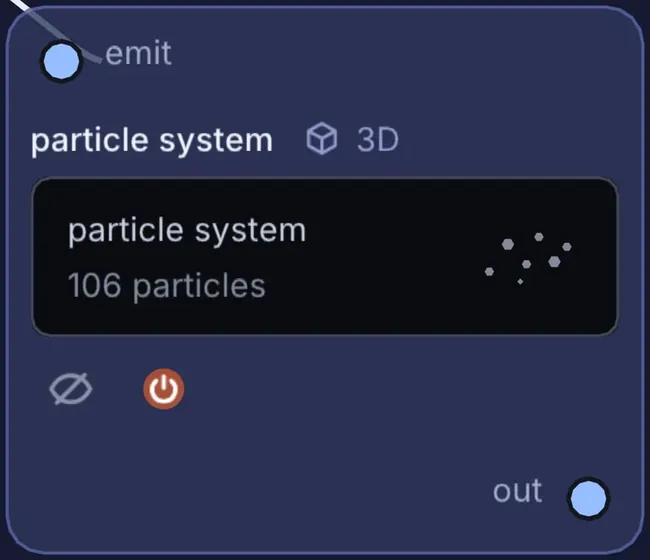 emit
particle system 3D
particle system
106 particles
out